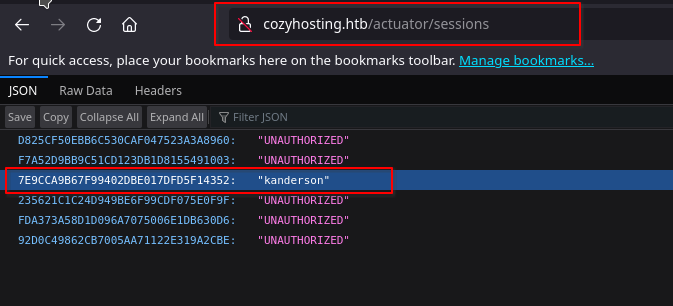 cozyhosting.htb/actuator/sessions
For quick access, place your bookmarks here on the bookmarks toolbar. Manage bookmarks...
JSON Raw Data Headers
Save Copy Collapse All Expand All Filter JSON
D825CF50EBB6C530CAF047523A3A8960: "UNAUTHORIZED"
F7A52D9BB9C51CD123DB1D8155491003: "UNAUTHORIZED"
7E9CCA9B67F99402DBE017DFD5F14352: "kanderson"
235621C1C24D949BE6F99CDF075E0F9F: "UNAUTHORIZED"
FDA373A58D1D096A7075006E1DB630D6: "UNAUTHORIZED"
92D0C49862CB7005AA71122E319A2CBE: "UNAUTHORIZED"